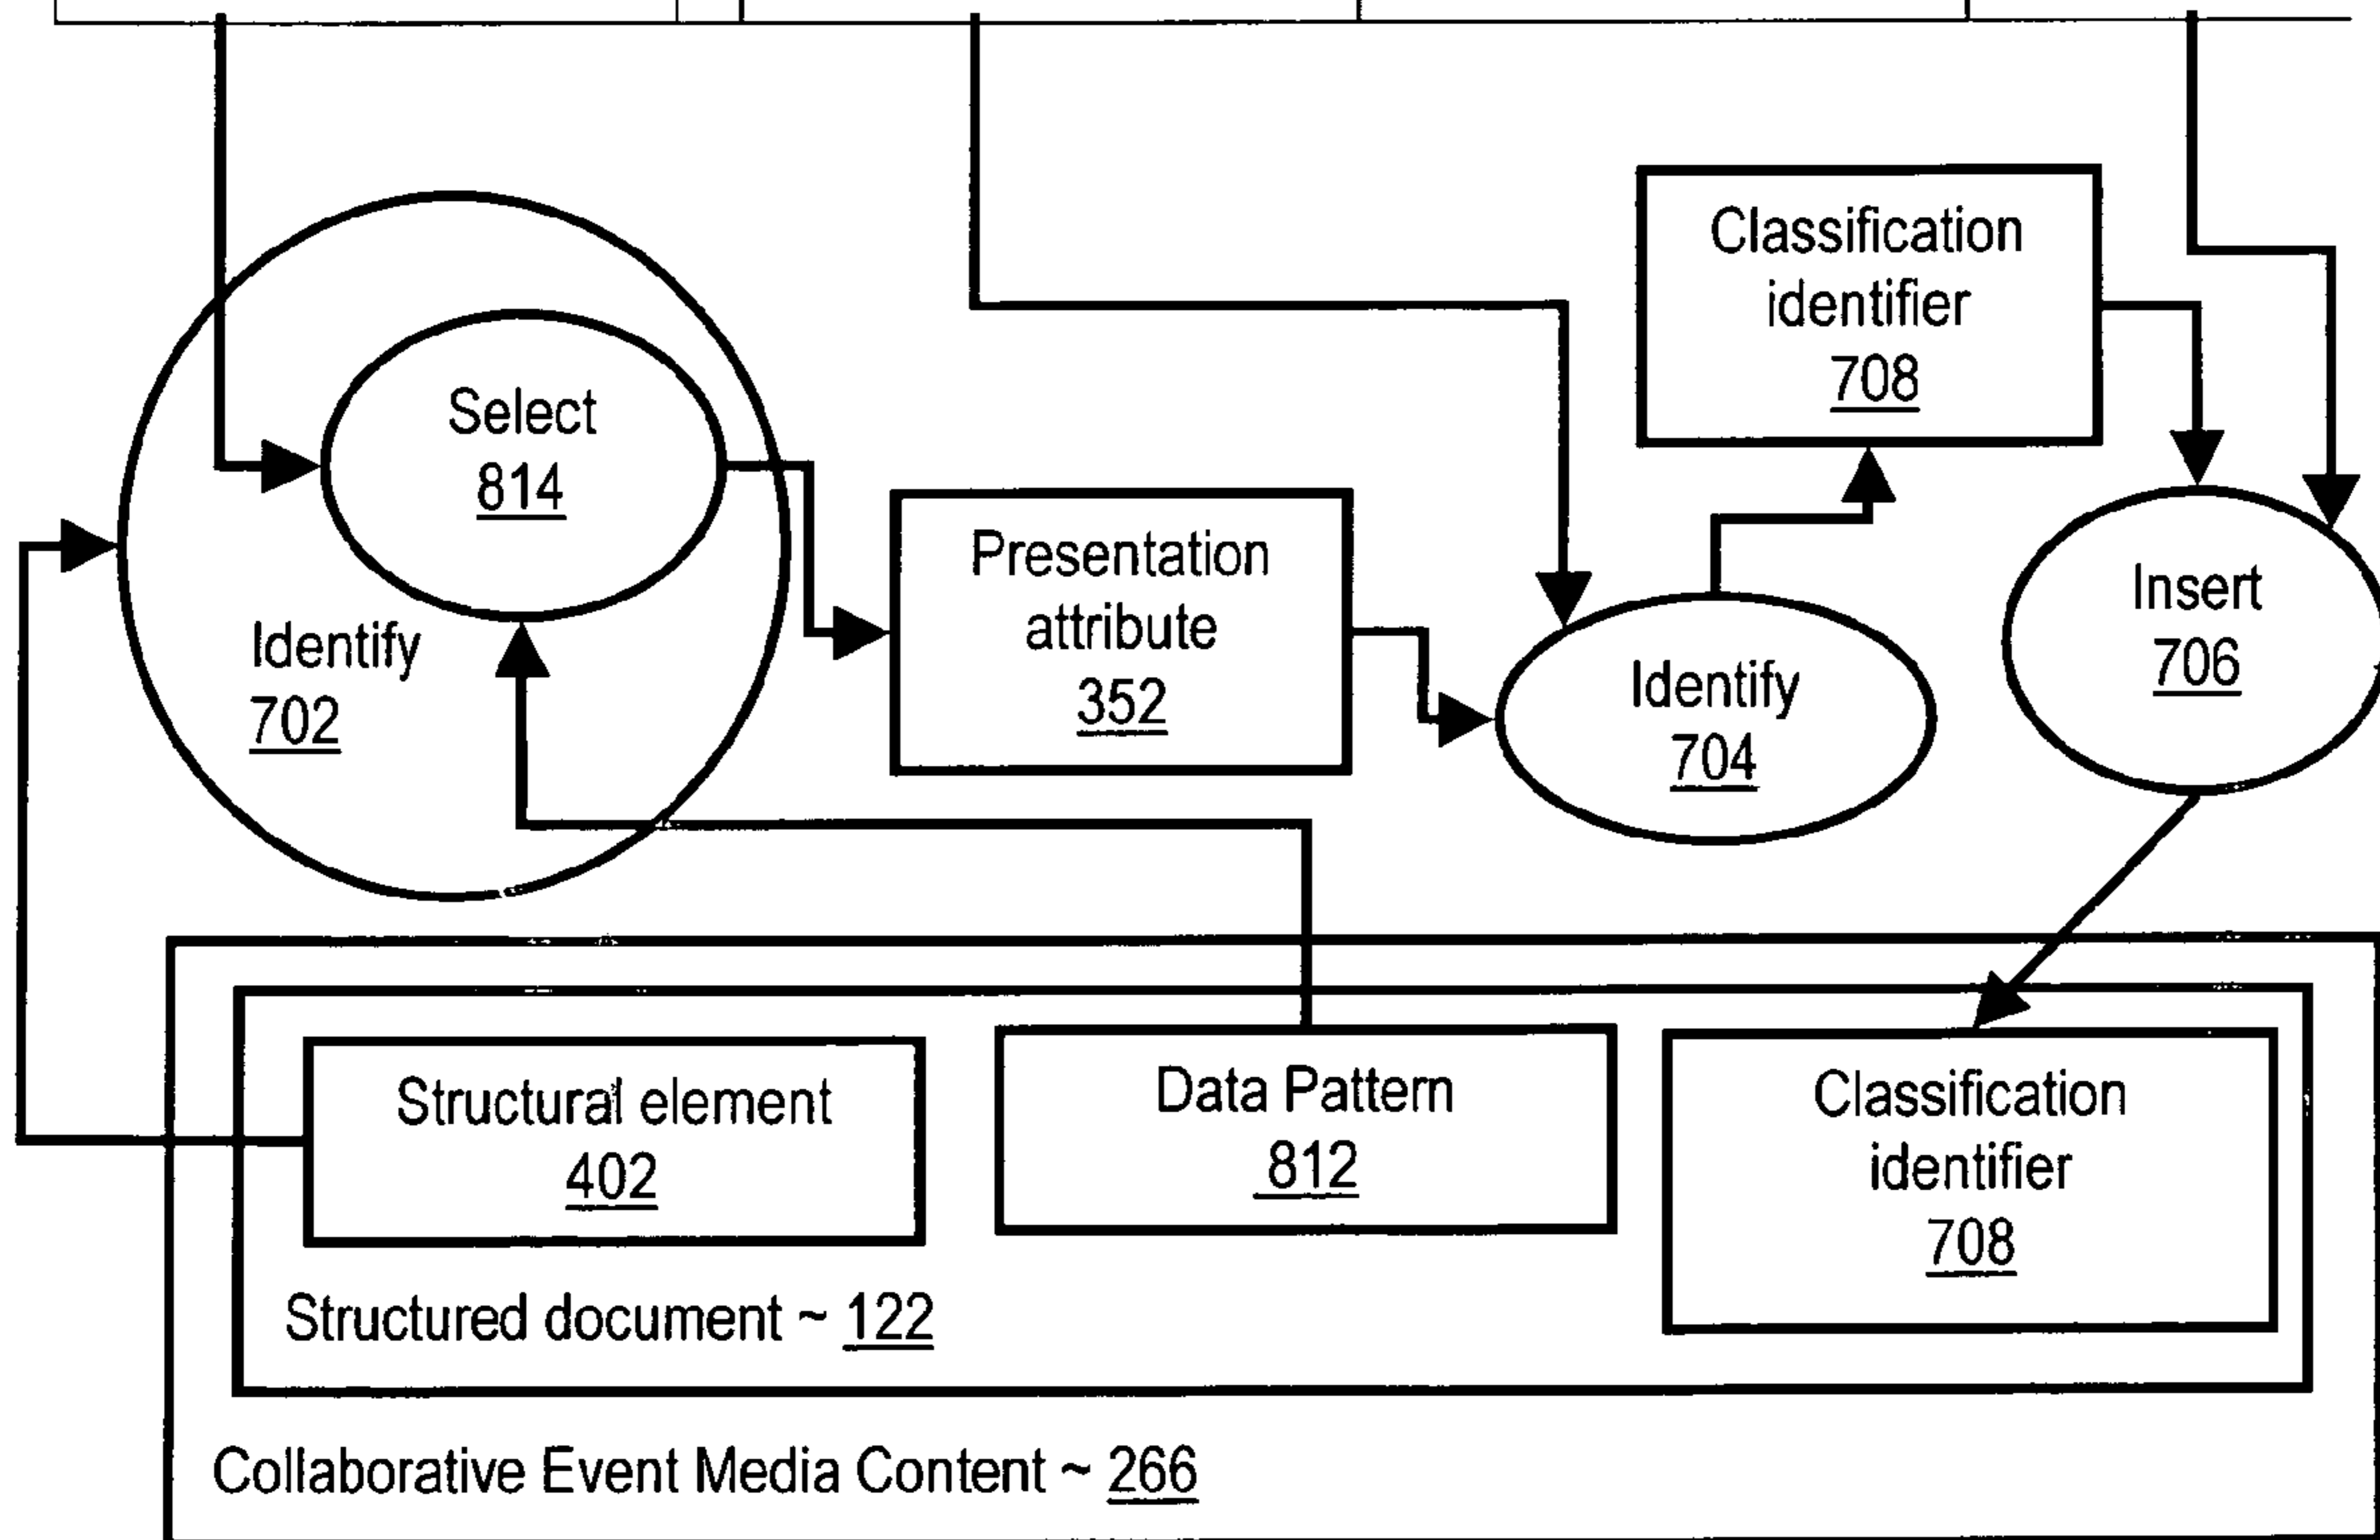 Classification
identifier
708
Select
814
Presentation
attribute
352
Insert
706
Identify
702
Identify
704
Structural element
402
Data Pattern
812
Classification
identifier
708
Structured document ~ 122
Collaborative Event Media Content ~ 266